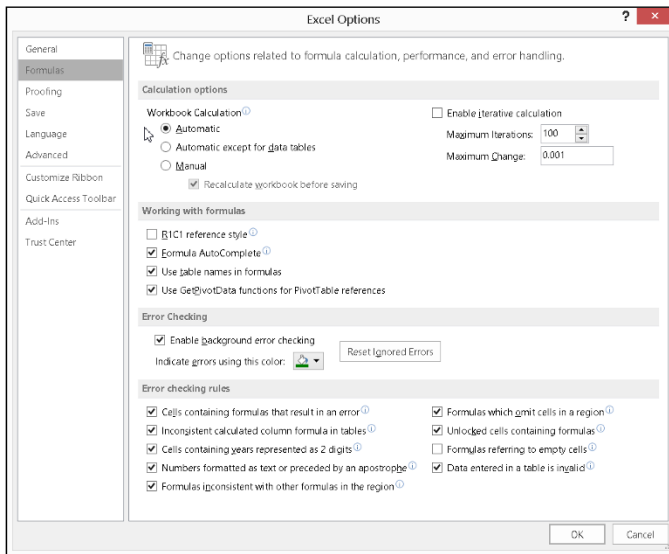 Excel Options
?
×
General
Formulas
Proofing
Save
Language
Advanced
Customize Ribbon
Quick Access Toolbar
Add-Ins
Trust Center
Change options related to formula calculation, performance, and error handling.
Calculation options
Workbook Calculation
Automatic
Automatic except for data tables
Manual
Recalculate workbook before saving
Enable iterative calculation
Maximum Iterations: 100
Maximum Change: 0.001
Working with formulas
R1C1 reference style
Formula AutoComplete
Use table names in formulas
Use GetPivotData functions for PivotTable references
Error Checking
Enable background error checking
Indicate errors using this color:
Reset Ignored Errors
Error checking rules
Cells containing formulas that result in an error
Inconsistent calculated column formula in tables
Cells containing years represented as 2 digits
Numbers formatted as text or preceded by an apostrophe
Formulas inconsistent with other formulas in the region
Formulas which omit cells in a region
Unlocked cells containing formulas
Formulas referring to empty cells
Data entered in a table is invalid
OK
Cancel